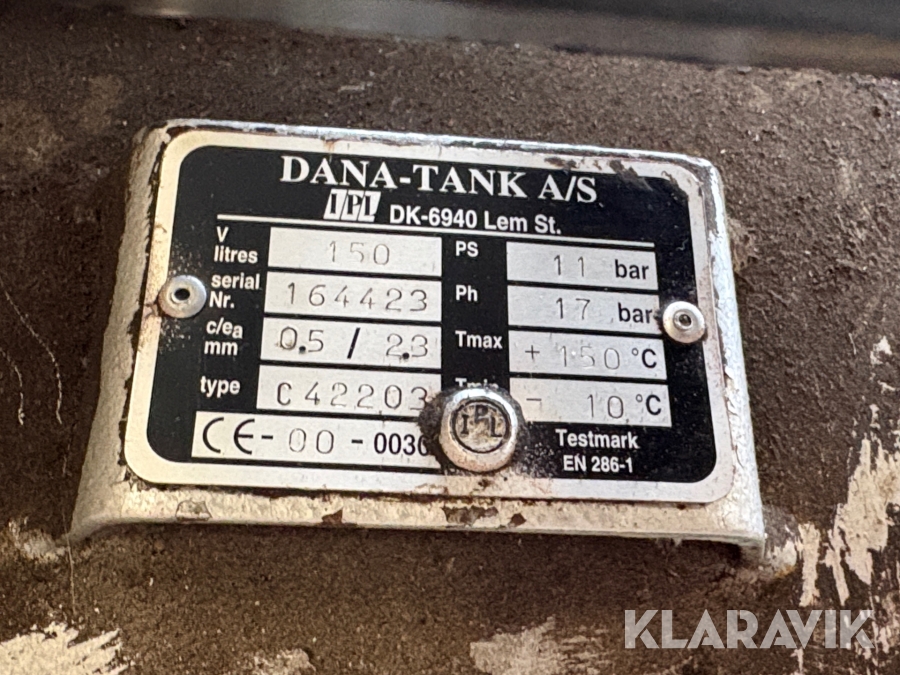 DANA-TANK A/S
IPL DK-6940 Lem St.
V litres 150 PS 11 bar
serial Nr. 164423 Ph 17 bar
c/ea mm 0.5 / 2.3 Tmax +150°C
type C42203 - 10°C
CE-00-0036 Testmark
EN 286-1
IPL
KLARAVIK